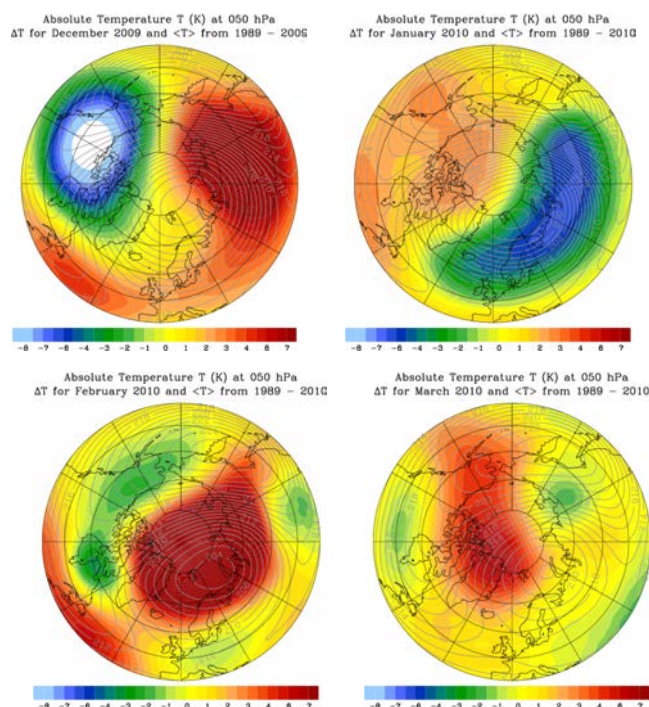 Absolute Temperature T (K) at 050 hPa
ΔT for December 2009 and <T> from 1989 – 2009
Absolute Temperature T (K) at 050 hPa
ΔT for January 2010 and <T> from 1989 – 2010
-8 -7 -6 -4 -3 -2 -1 1 2 3 4 6 7
-8 -7 -6 -4 -3 -2 -1 1 2 3 4 6 7
Absolute Temperature T (K) at 050 hPa
ΔT for February 2010 and <T> from 1989 – 2010
Absolute Temperature T (K) at 050 hPa
ΔT for March 2010 and <T> from 1989 – 2010
-8 -7 -6 -4 -3 -2 -1 1 2 3 4 6 7
-8 -7 -6 -4 -3 -2 -1 1 2 3 4 6 7